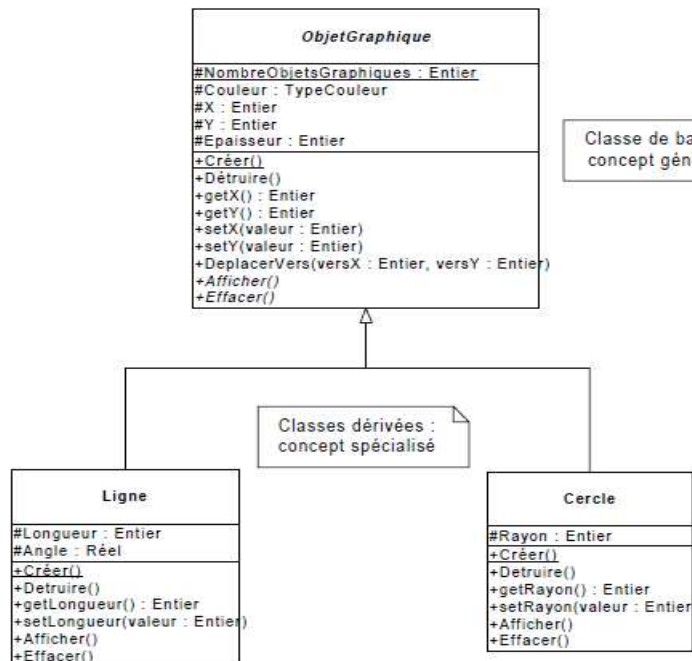 ObjetGraphique
#NombreObjetsGraphiques : Entier
#Couleur : TypeCouleur
#X : Entier
#Y : Entier
#Epaisseur : Entier
+Créer()
+Détruire()
+getX() : Entier
+getY() : Entier
+setX(valeur : Entier)
+setY(valeur : Entier)
+DeplacerVers(versX : Entier, versY : Entier)
+Afficher()
+Effacer()
Classe de ba
concept gén
Classes dérivées :
concept spécialisé
Ligne
#Longueur : Entier
#Angle : Réel
+Créer()
+Detruire()
+getLongueur() : Entier
+setLongueur(valeur : Entier)
+Afficher()
+Effacer()
Cercle
#Rayon : Entier
+Créer()
+Detruire()
+getRayon() : Entier
+setRayon(valeur : Entier
+Afficher()
+Effacer()